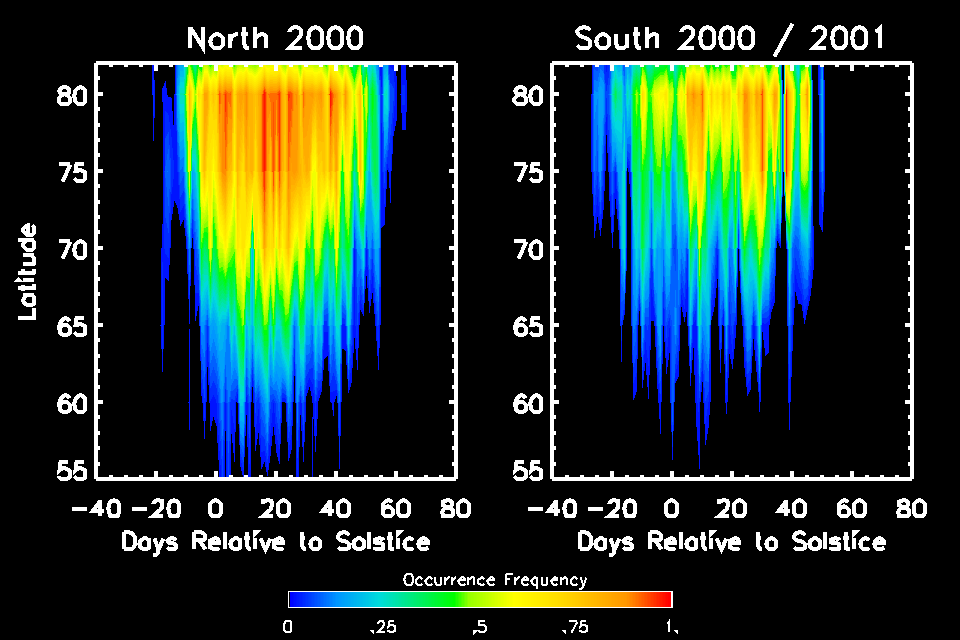 North 2000
South 2000 / 2001
Latitude
80
75
70
65
60
55
80
75
70
65
60
55
-40 -20 0 20 40 60 80
-40 -20 0 20 40 60 80
Days Relative to Solstice
Days Relative to Solstice
Occurrence Frequency
0 .25 .5 .75 1.